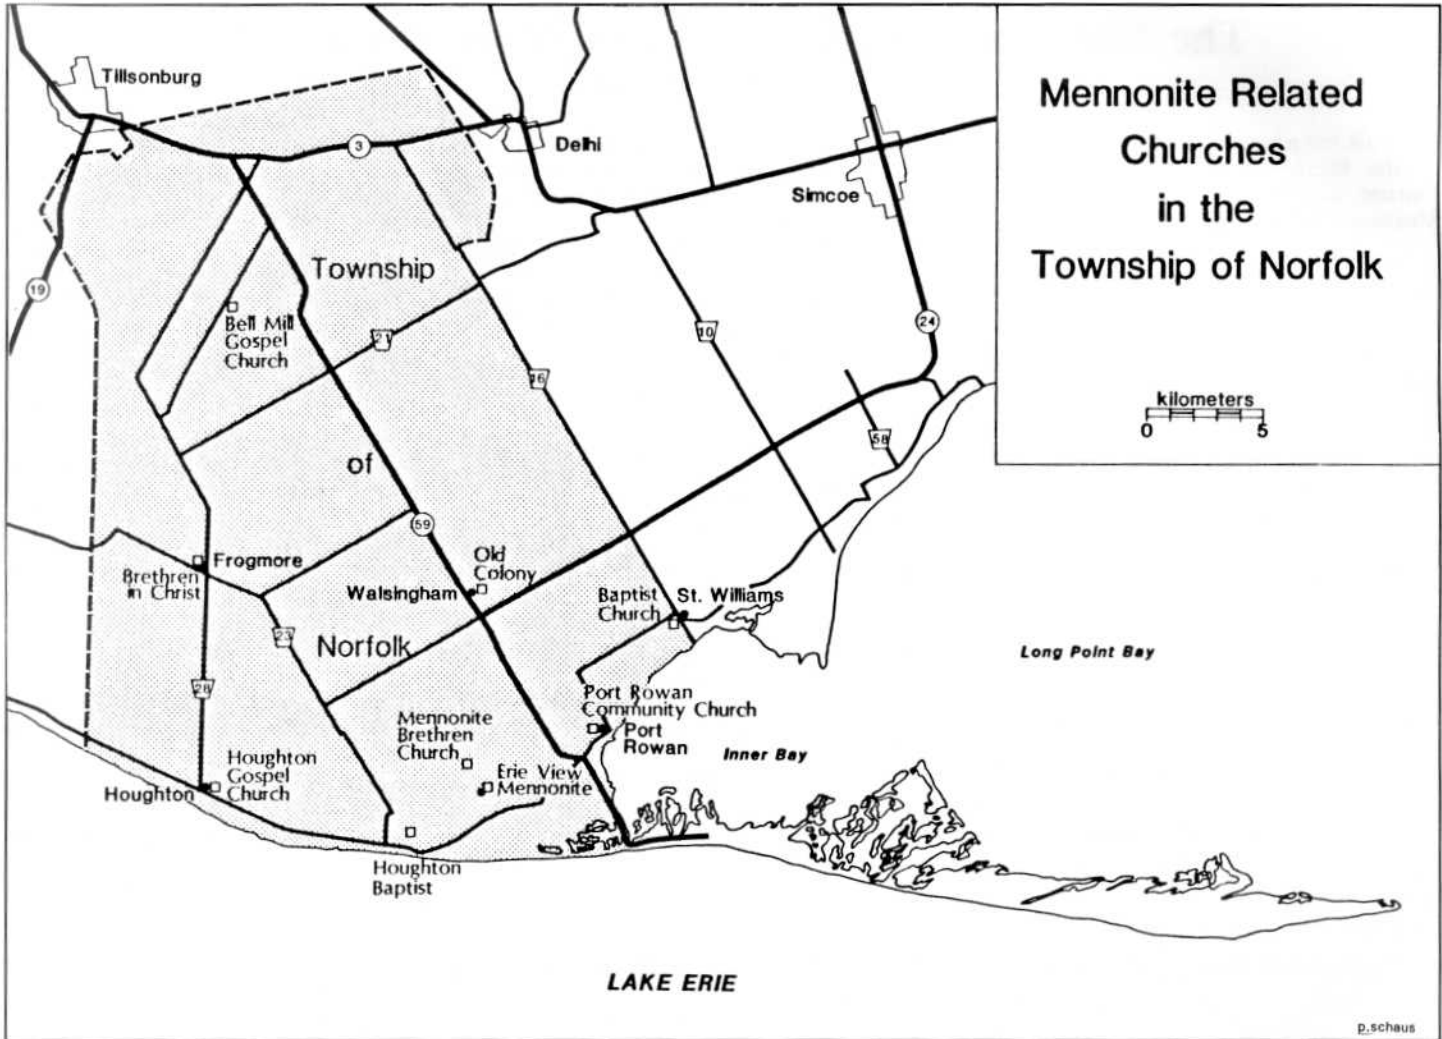 Mennonite Related
Churches
in the
Township of Norfolk
kilometers
0 5
Tillsonburg
Delhi
Simcoe
3
19
Township
of
Norfolk
Bell Mill
Gospel
Church
21
16
10
24
58
59
Frogmore
Brethren
in Christ
Old
Colony
Walsingham
Baptist
Church
St. Williams
23
28
Long Point Bay
Port Rowan
Community Church
Port
Rowan
Inner Bay
Mennonite
Brethren
Church
Erie View
Mennonite
Houghton
Gospel
Church
Houghton
Houghton
Baptist
LAKE ERIE
p.schaus